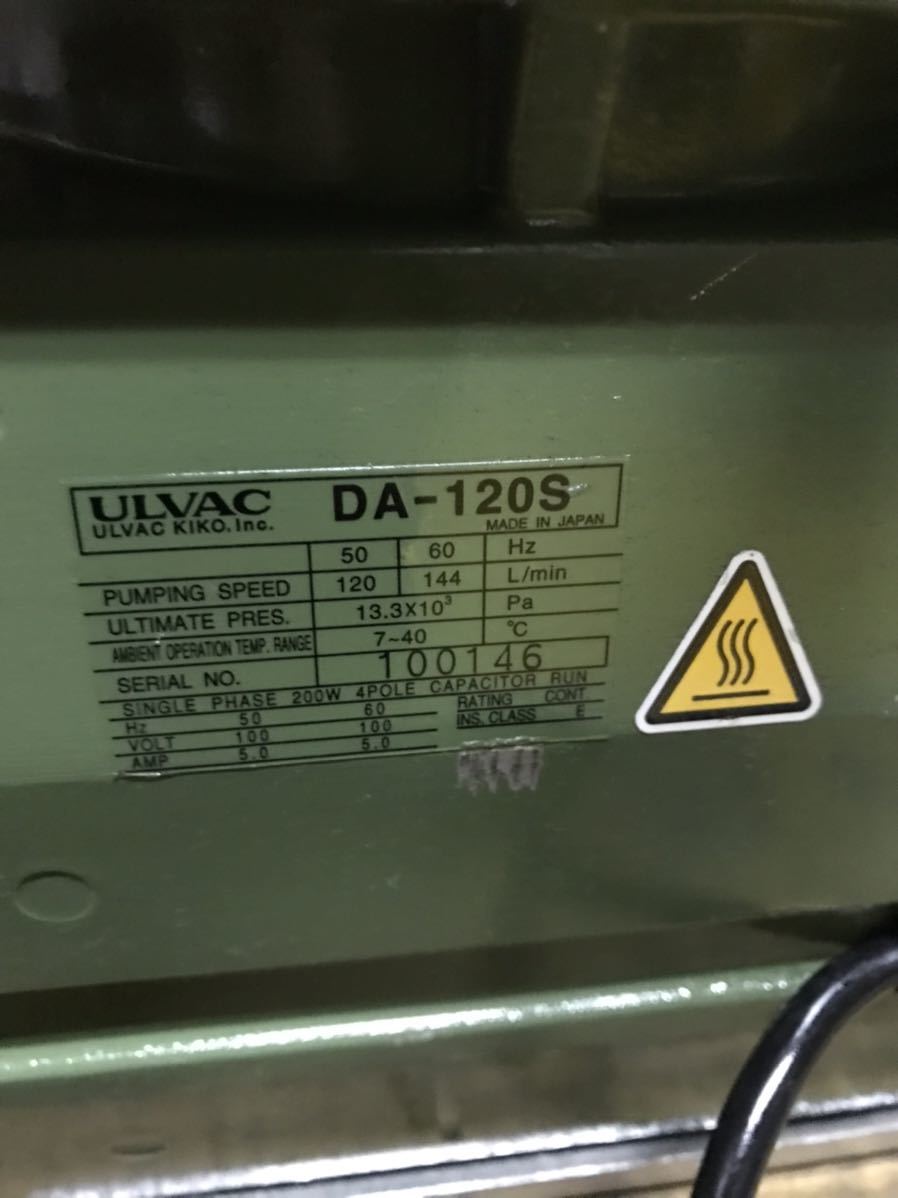 ULVAC DA-120S
ULVAC KIKO. Inc. MADE IN JAPAN
50 60 Hz
PUMPING SPEED 120 144 L/min
ULTIMATE PRES. 13.3X10³ Pa
AMBIENT OPERATION TEMP. RANGE 7~40 ℃
SERIAL NO. 100146
SINGLE PHASE 200W 4POLE CAPACITOR RUN
Hz 50 60 RATING CONT.
VOLT 100 100 INS. CLASS E
AMP 5.0 5.0